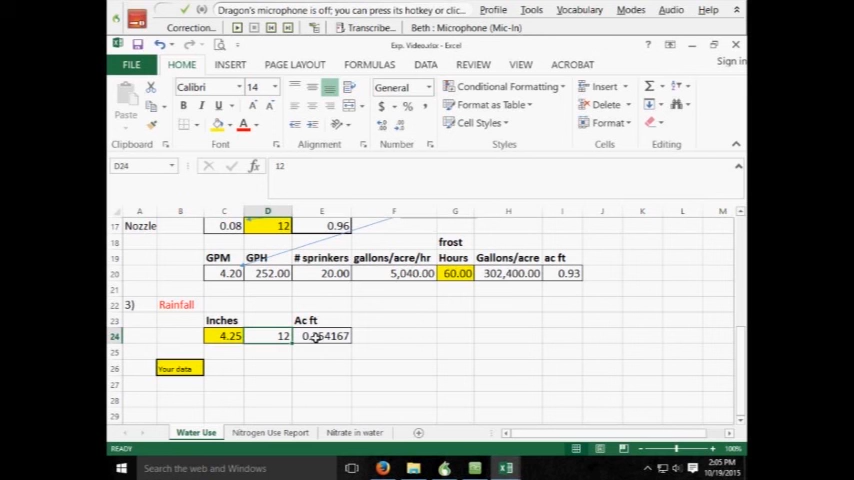 Dragon's microphone is off; you can press its hotkey or clic.. Profile Tools Vocabulary Modes Audio Help
Correction... Transcribe... Beth : Microphone (Mic-In)
Exp. Video.xlsx - Excel
FILE HOME INSERT PAGE LAYOUT FORMULAS DATA REVIEW VIEW ACROBAT Sign in
Calibri 14 General Conditional Formatting Insert
Paste B I U A A $ % , Format as Table Delete
A Cell Styles Format
Clipboard Font Alignment Number Styles Cells Editing
D24 fx 12
A B C D E F G H I J K L M
17 Nozzle 0.08 12 0.96
18 frost
19 GPM GPH # sprinkers gallons/acre/hr Hours Gallons/acre ac ft
20 4.20 252.00 20.00 5,040.00 60.00 302,400.00 0.93
21
22 3) Rainfall
23 Inches Ac ft
24 4.25 12 54167
25
26 Your data
27
28
29
Water Use Nitrogen Use Report Nitrate in water
READY 100%
Search the web and Windows 2:05 PM
10/19/2015